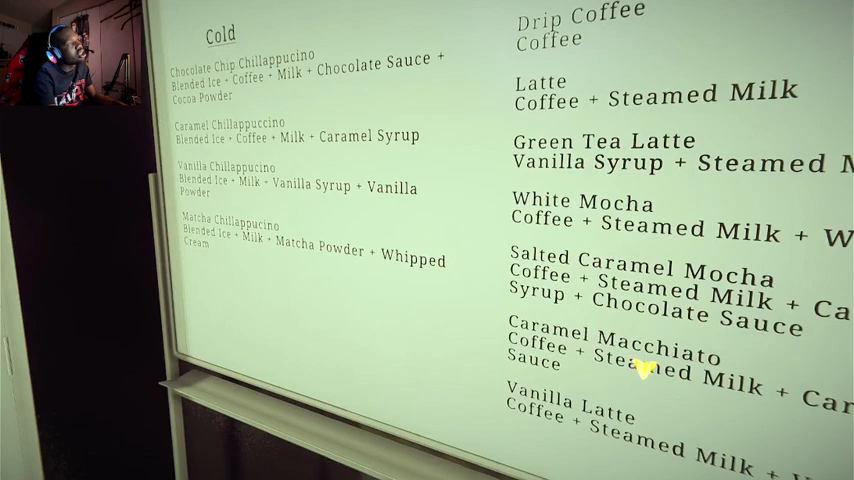 Cold
Chocolate Chip Chillappucino
Blended Ice + Coffee + Milk + Chocolate Sauce +
Cocoa Powder
Caramel Chillappuccino
Blended Ice + Coffee + Milk + Caramel Syrup
Vanilla Chillappucino
Blended Ice + Milk + Vanilla Syrup + Vanilla
Powder
Matcha Chillappucino
Blended Ice + Milk + Matcha Powder + Whipped
Cream
Drip Coffee
Coffee
Latte
Coffee + Steamed Milk
Green Tea Latte
Vanilla Syrup + Steamed
White Mocha
Coffee + Steamed Milk +
Salted Caramel Mocha
Coffee + Steamed Milk +
Syrup + Chocolate Sauce
Caramel Macchiato
Coffee + Steamed Milk +
Sauce
Vanilla Latte
Coffee + Steamed Milk +